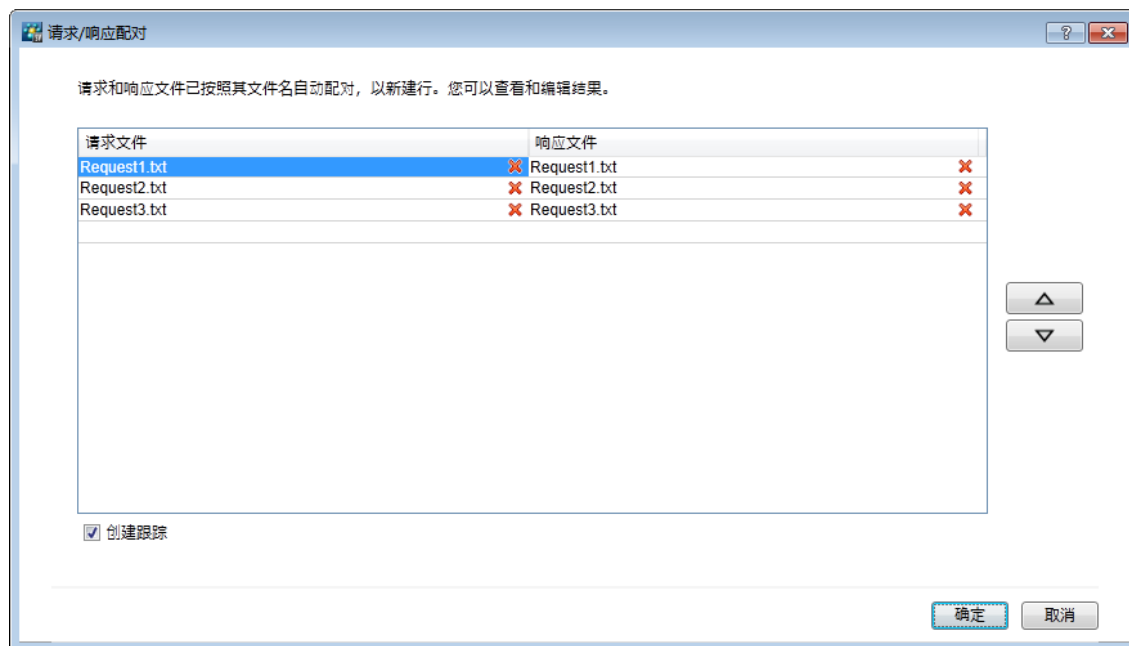 请求/响应配对
请求和响应文件已按照其文件名自动配对，以新建行。您可以查看和编辑结果。
请求文件 响应文件
Request1.txt Request1.txt
Request2.txt Request2.txt
Request3.txt Request3.txt
创建跟踪
确定 取消